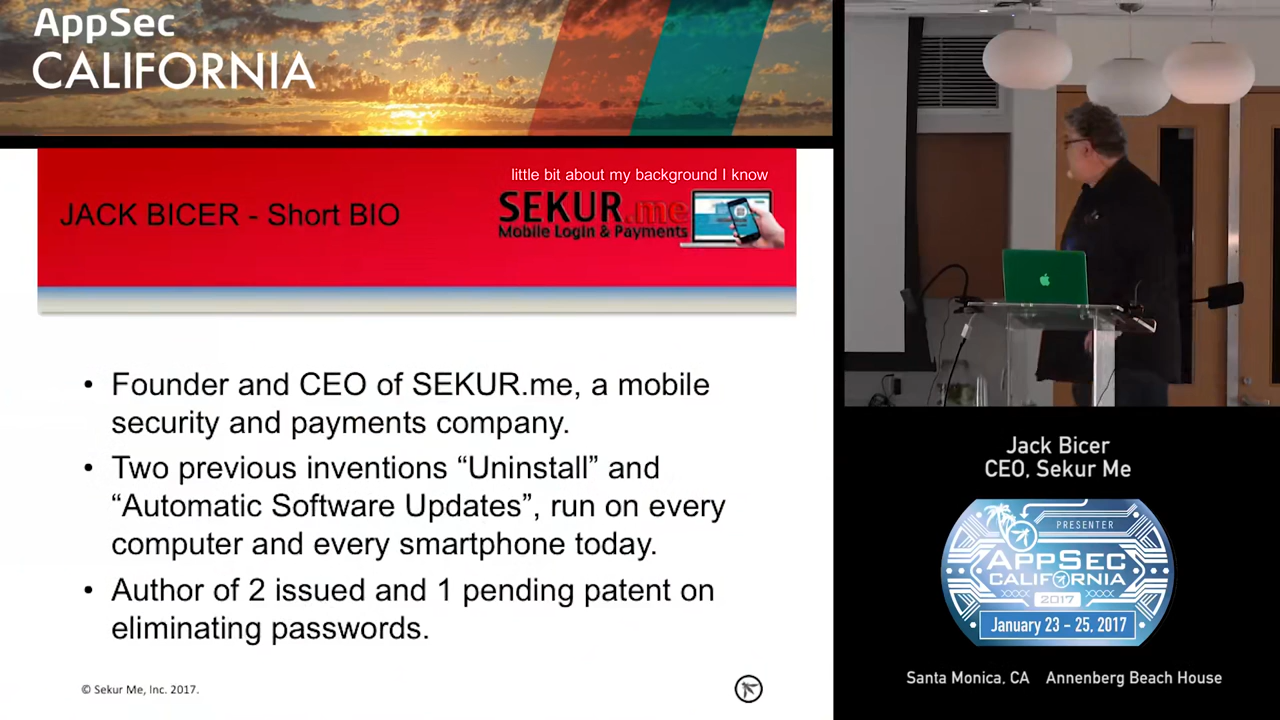 AppSec
CALIFORNIA
little bit about my background I know
JACK BICER - Short BIO
SEKUR.me
Mobile Login & Payments
• Founder and CEO of SEKUR.me, a mobile
security and payments company.
• Two previous inventions “Uninstall” and
“Automatic Software Updates”, run on every
computer and every smartphone today.
• Author of 2 issued and 1 pending patent on
eliminating passwords.
© Sekur Me, Inc. 2017.
Jack Bicer
CEO, Sekur Me
PRESENTER
APPSEC
CALIFORNIA
2017
January 23 – 25, 2017
Santa Monica, CA Annenberg Beach House